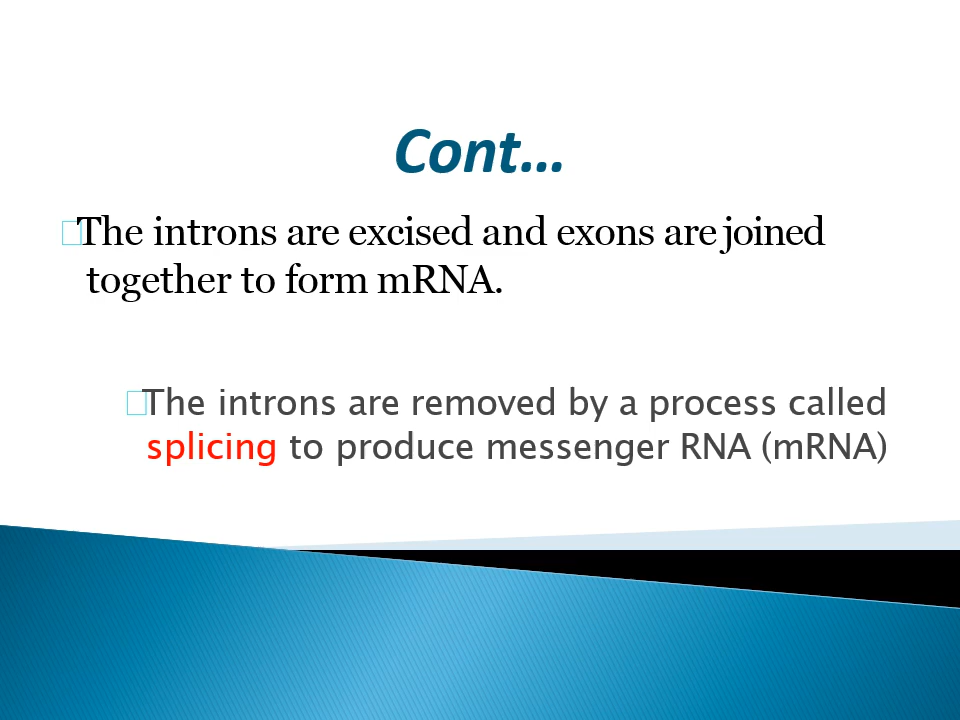 Cont...
The introns are excised and exons are joined
together to form mRNA.
The introns are removed by a process called
splicing to produce messenger RNA (mRNA)